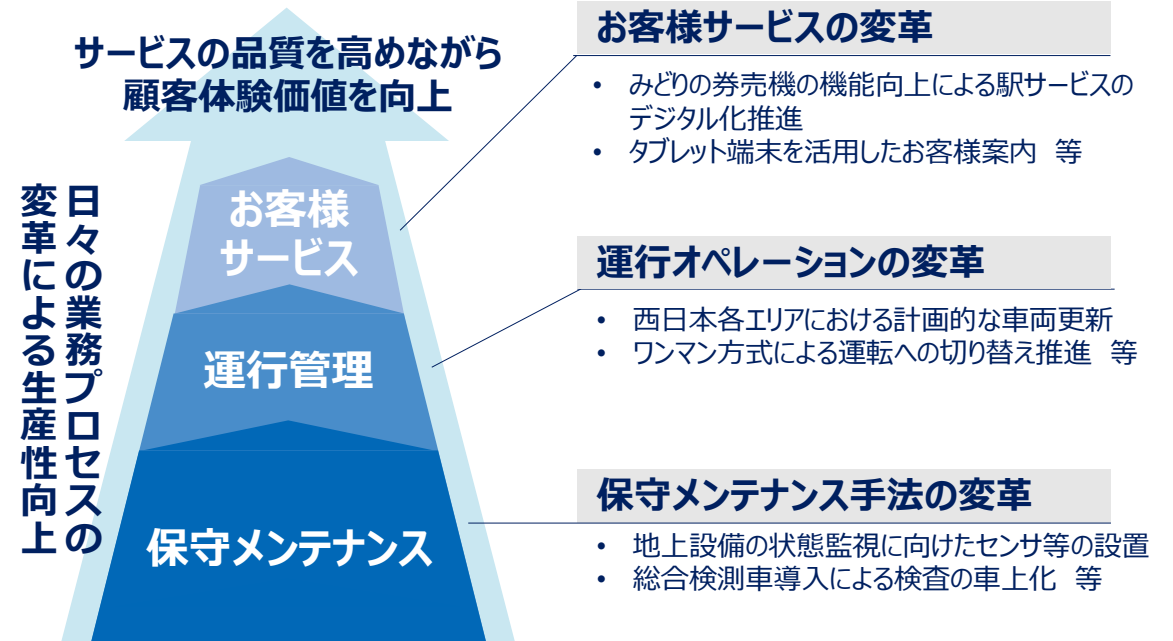 サービスの品質を高めながら
顧客体験価値を向上
日々の業務プロセスの
変革による生産性向上
お客様
サービス
運行管理
保守メンテナンス
お客様サービスの変革
• みどりの券売機の機能向上による駅サービスの
デジタル化推進
• タブレット端末を活用したお客様案内 等
運行オペレーションの変革
• 西日本各エリアにおける計画的な車両更新
• ワンマン方式による運転への切り替え推進 等
保守メンテナンス手法の変革
• 地上設備の状態監視に向けたセンサ等の設置
• 総合検測車導入による検査の車上化 等